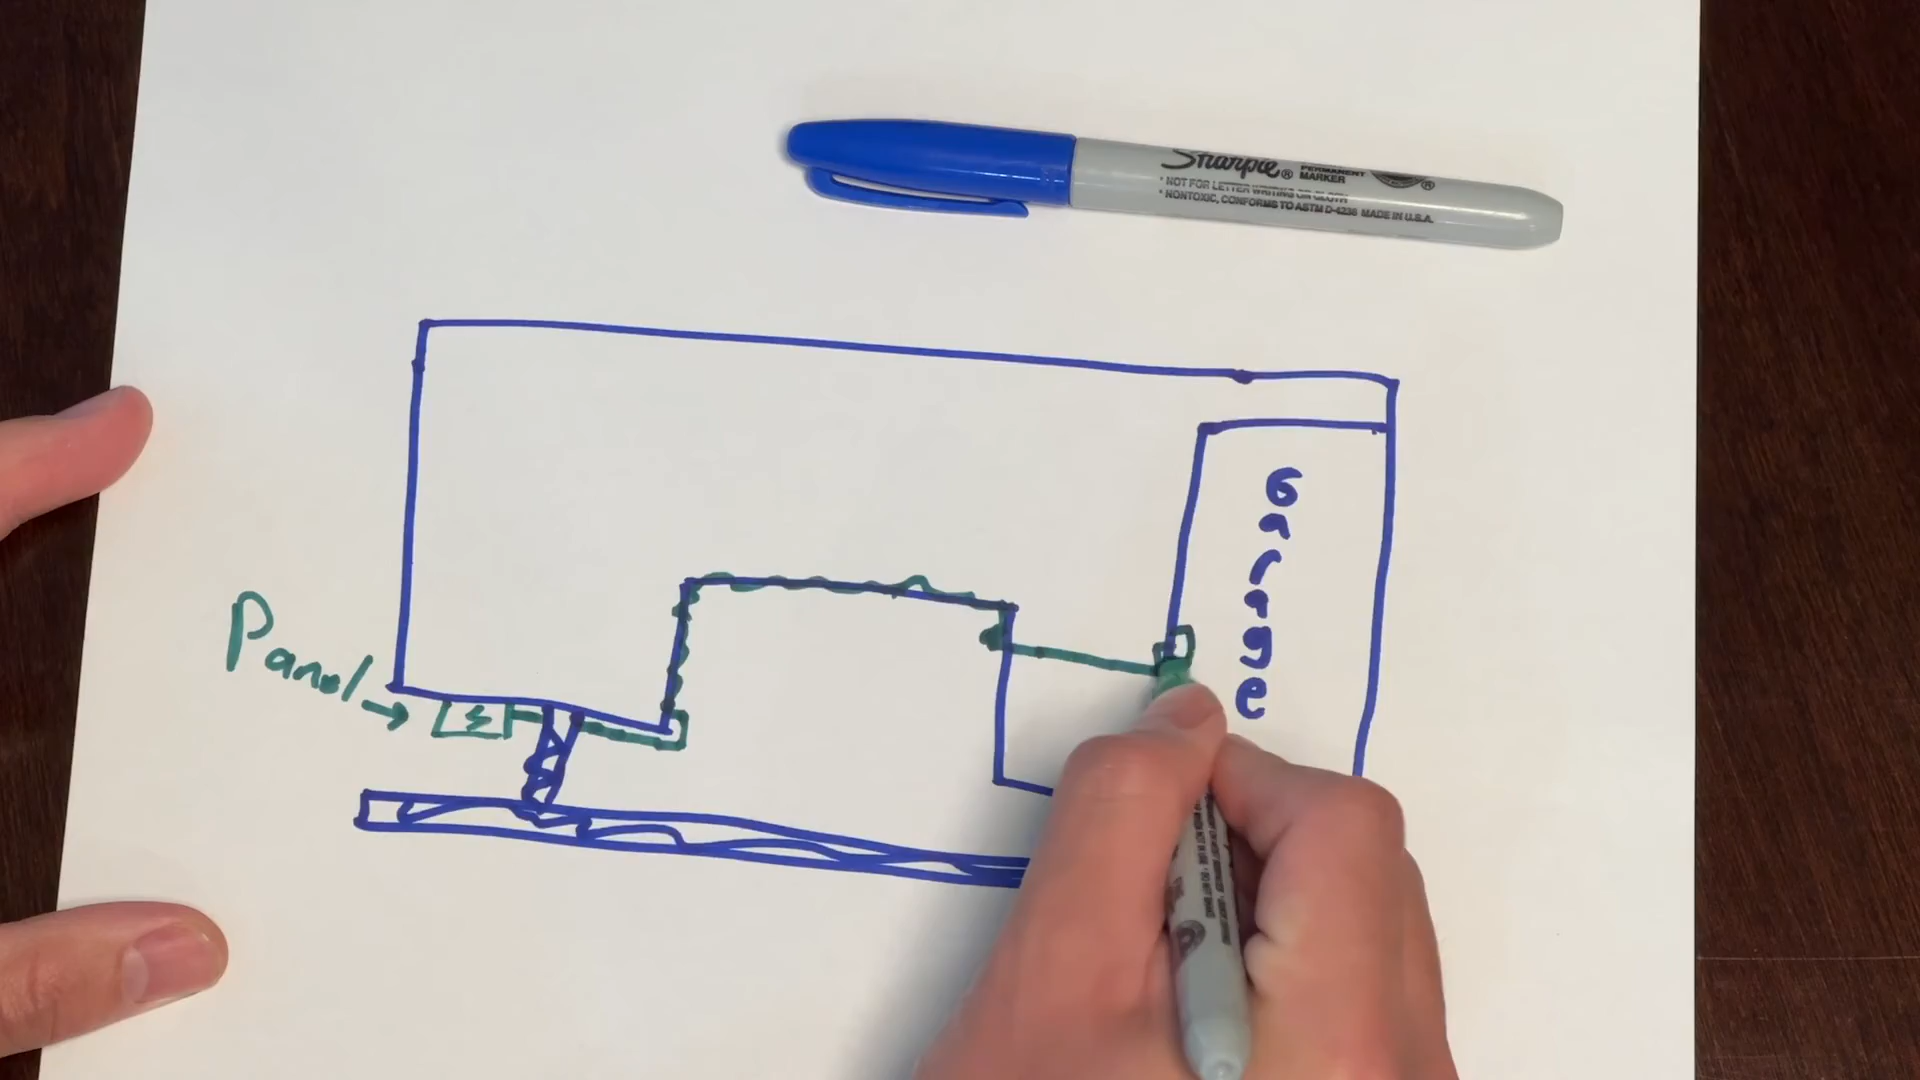 Sharpie®
PERMANENT
MARKER
* NOT FOR LETTER WRITING ON CLOTH
* NONTOXIC, CONFORMS TO ASTM D-4236 MADE IN U.S.A.
Garage
Panel